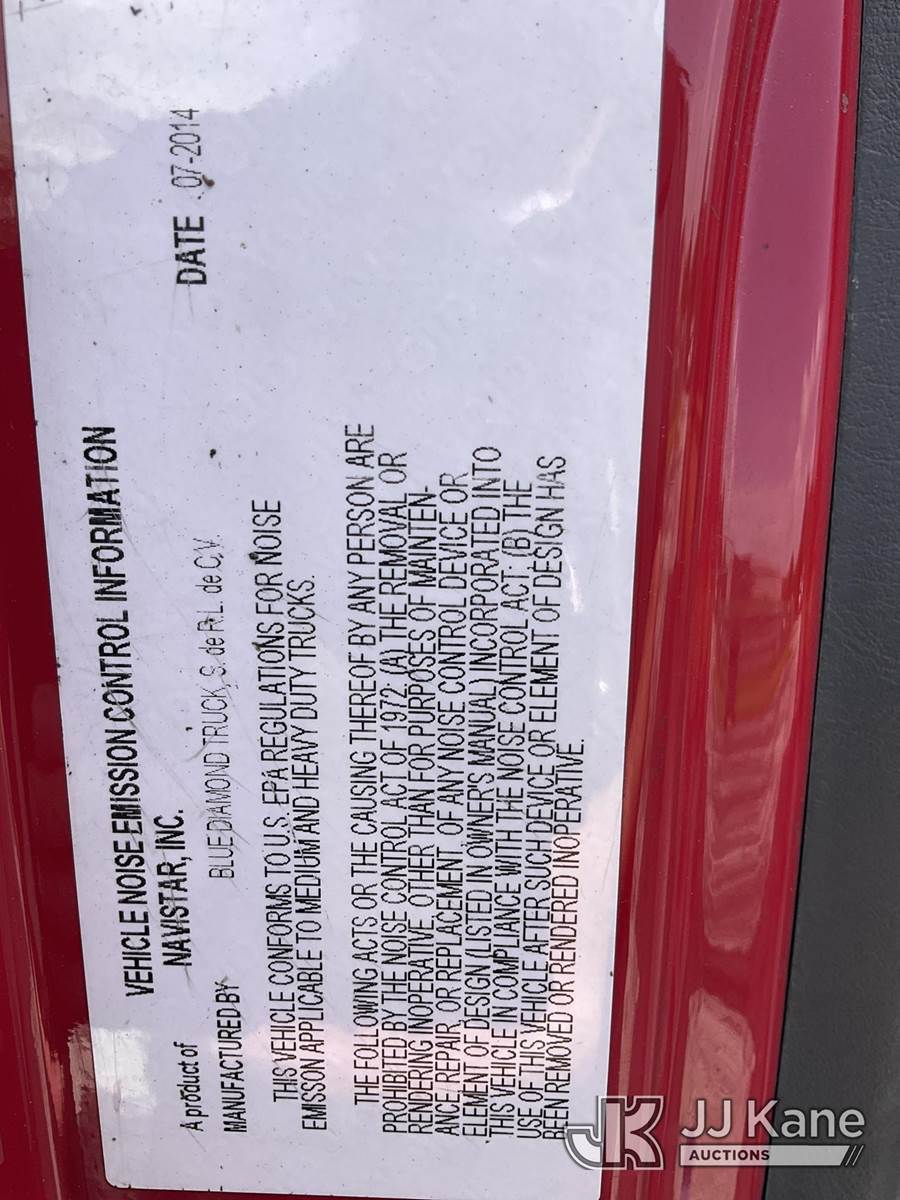 VEHICLE NOISE EMISSION CONTROL INFORMATION
A product of NAVISTAR, INC. DATE 07-2014
MANUFACTURED BY BLUE DIAMOND TRUCK, S. de R.L. de C.V.
THIS VEHICLE CONFORMS TO U.S. EPA REGULATIONS FOR NOISE
EMISSON APPLICABLE TO MEDIUM AND HEAVY DUTY TRUCKS.
THE FOLLOWING ACTS OR THE CAUSING THEREOF BY ANY PERSON ARE
PROHIBITED BY THE NOISE CONTROL ACT OF 1972. (A) THE REMOVAL OR
RENDERING INOPERATIVE, OTHER THAN FOR PURPOSES OF MAINTEN-
ANCE, REPAIR, OR REPLACEMENT, OF ANY NOISE CONTROL DEVICE OR
ELEMENT OF DESIGN (LISTED IN OWNER'S MANUAL) INCORPORATED INTO
THIS VEHICLE IN COMPLIANCE WITH THE NOISE CONTROL ACT: (B) THE
USE OF THIS VEHICLE AFTER SUCH DEVICE OR ELEMENT OF DESIGN HAS
BEEN REMOVED OR RENDERED INOPERATIVE.
JK JJ Kane
AUCTIONS